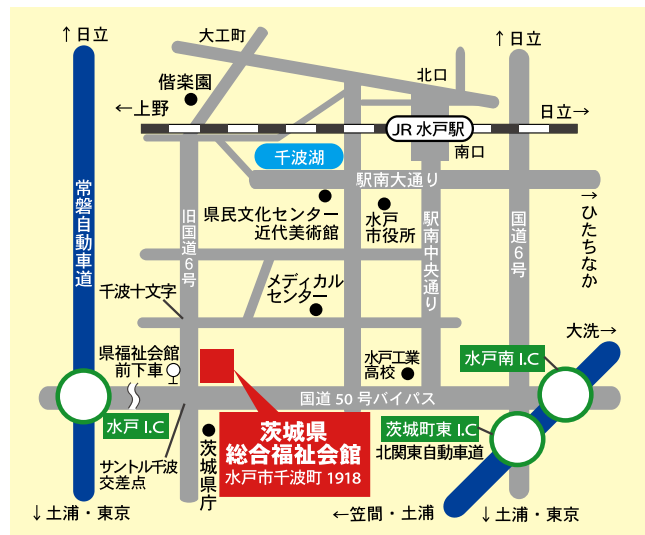 ↑日立
大工町
↑日立
北口
偕楽園
←上野
日立→
JR 水戸駅
南口
千波湖
駅南大通り
常磐自動車道
→ひたちなか
県民文化センター
近代美術館
水戸
市役所
旧国道6号
駅南中央通り
国道6号
千波十文字
メディカル
センター
大洗→
県福祉会館
前下車
水戸工業
高校
水戸南 I.C
国道 50 号バイパス
水戸 I.C
茨城県
総合福祉会館
水戸市千波町 1918
茨城町東 I.C
北関東自動車道
サントル千波
交差点
茨城県庁
↓土浦・東京
←笠間・土浦
↓土浦・東京